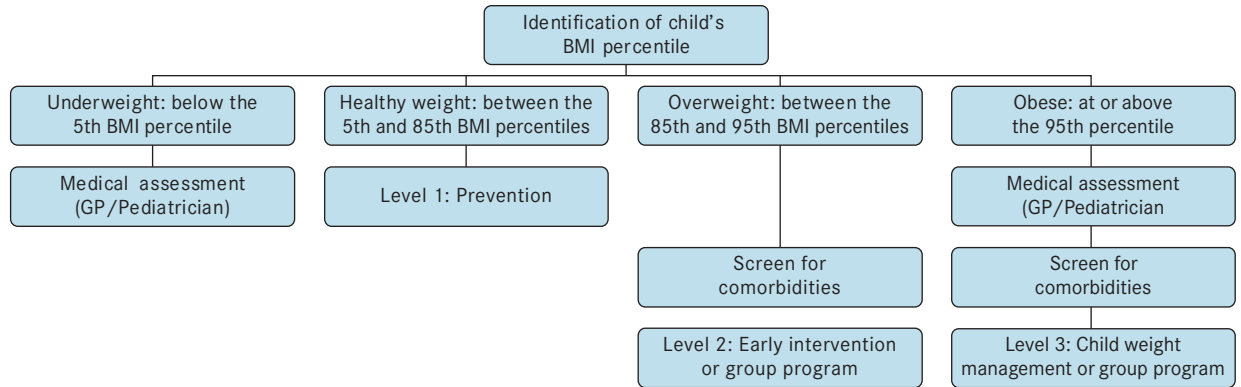 Identification of child's
BMI percentile
Underweight: below the
5th BMI percentile
Healthy weight: between the
5th and 85th BMI percentiles
Overweight: between the
85th and 95th BMI percentiles
Obese: at or above
the 95th percentile
Medical assessment
(GP/Pediatrician)
Level 1: Prevention
Medical assessment
(GP/Pediatrician
Screen for
comorbidities
Screen for
comorbidities
Level 2: Early intervention
or group program
Level 3: Child weight
management or group program